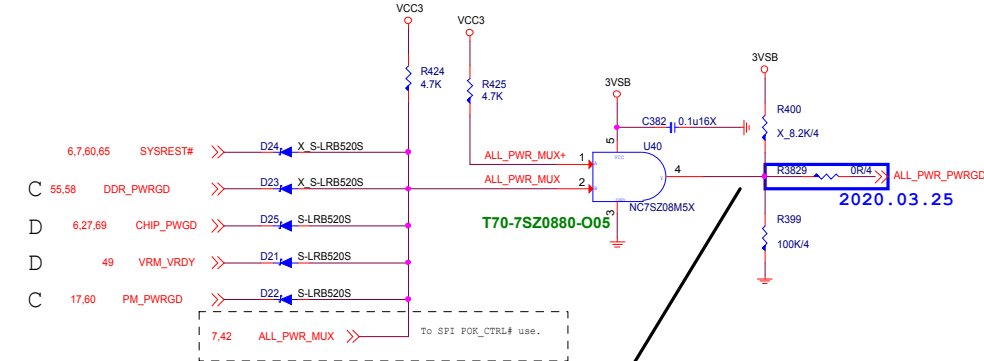 VCC3
VCC3
R424
4.7K
R425
4.7K
3VSB
3VSB
R400
X_8.2K/4
C382 0.1u16X
5
U40
VCC
6,7,60,65 SYSREST# D24 X_S-LRB520S
ALL_PWR_MUX+ 1 A
4
Y
R3829 0R/4 ALL_PWR_PWRGD
C 55,58 DDR_PWRGD D23 X_S-LRB520S
ALL_PWR_MUX 2 B
2020.03.25
NC7SZ08M5X
GND
3
T70-7SZ0880-O05
R399
100K/4
D 6,27,69 CHIP_PWGD D25 S-LRB520S
D 49 VRM_VRDY D21 S-LRB520S
C 17,60 PM_PWRGD D22 S-LRB520S
7,42 ALL_PWR_MUX To SPI POK_CTRL# use.